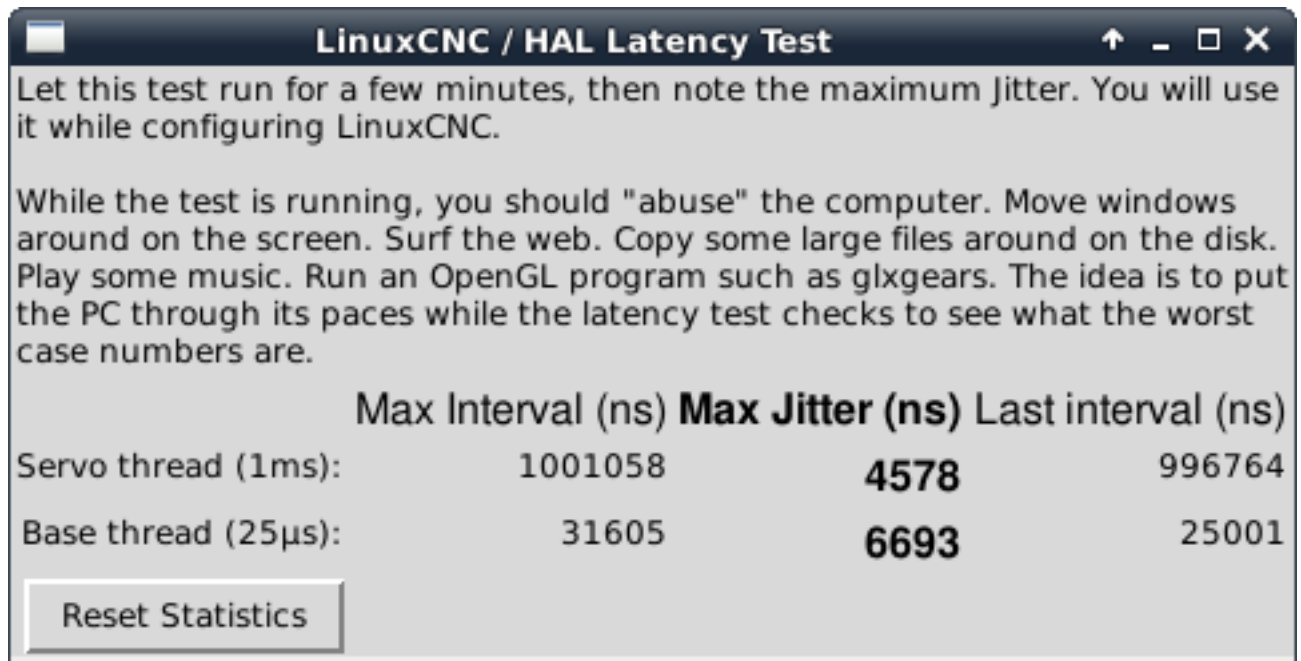 LinuxCNC / HAL Latency Test
Let this test run for a few minutes, then note the maximum Jitter. You will use
it while configuring LinuxCNC.
While the test is running, you should "abuse" the computer. Move windows
around on the screen. Surf the web. Copy some large files around on the disk.
Play some music. Run an OpenGL program such as glxgears. The idea is to put
the PC through its paces while the latency test checks to see what the worst
case numbers are.
Max Interval (ns) Max Jitter (ns) Last interval (ns)
Servo thread (1ms): 1001058 4578 996764
Base thread (25µs): 31605 6693 25001
Reset Statistics